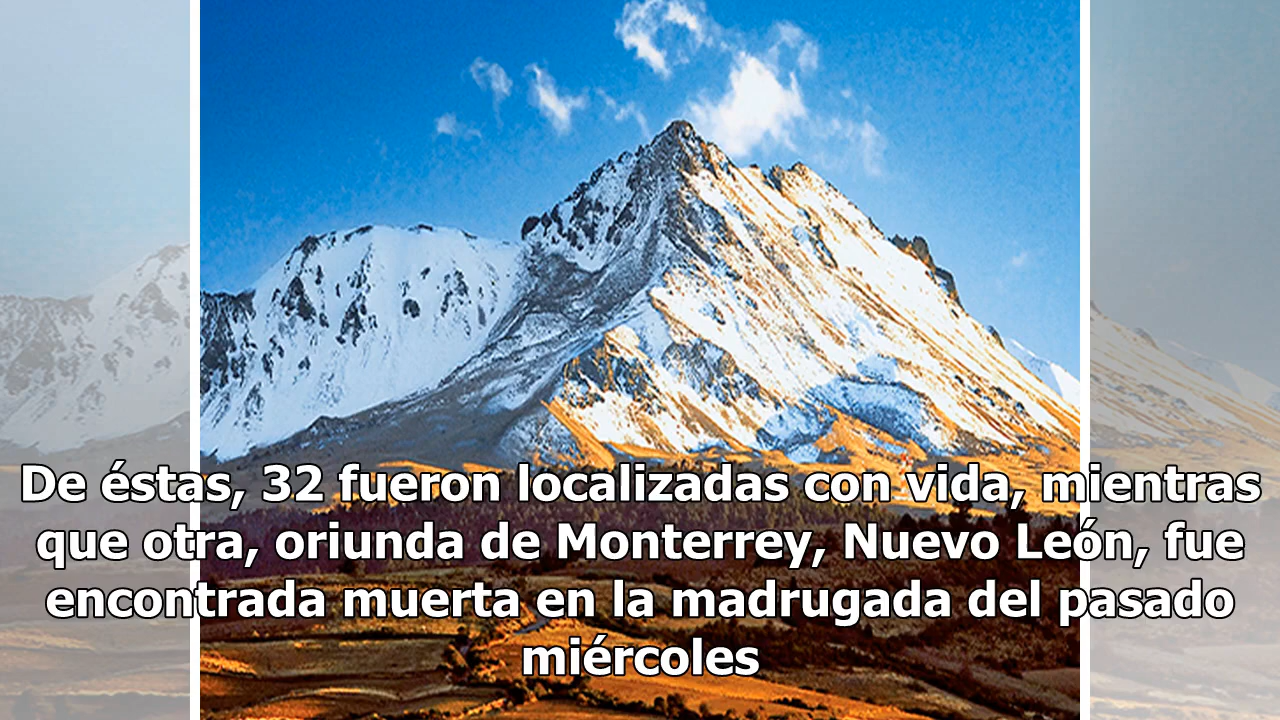 De éstas, 32 fueron localizadas con vida, mientras
que otra, oriunda de Monterrey, Nuevo León, fue
encontrada muerta en la madrugada del pasado
miércoles